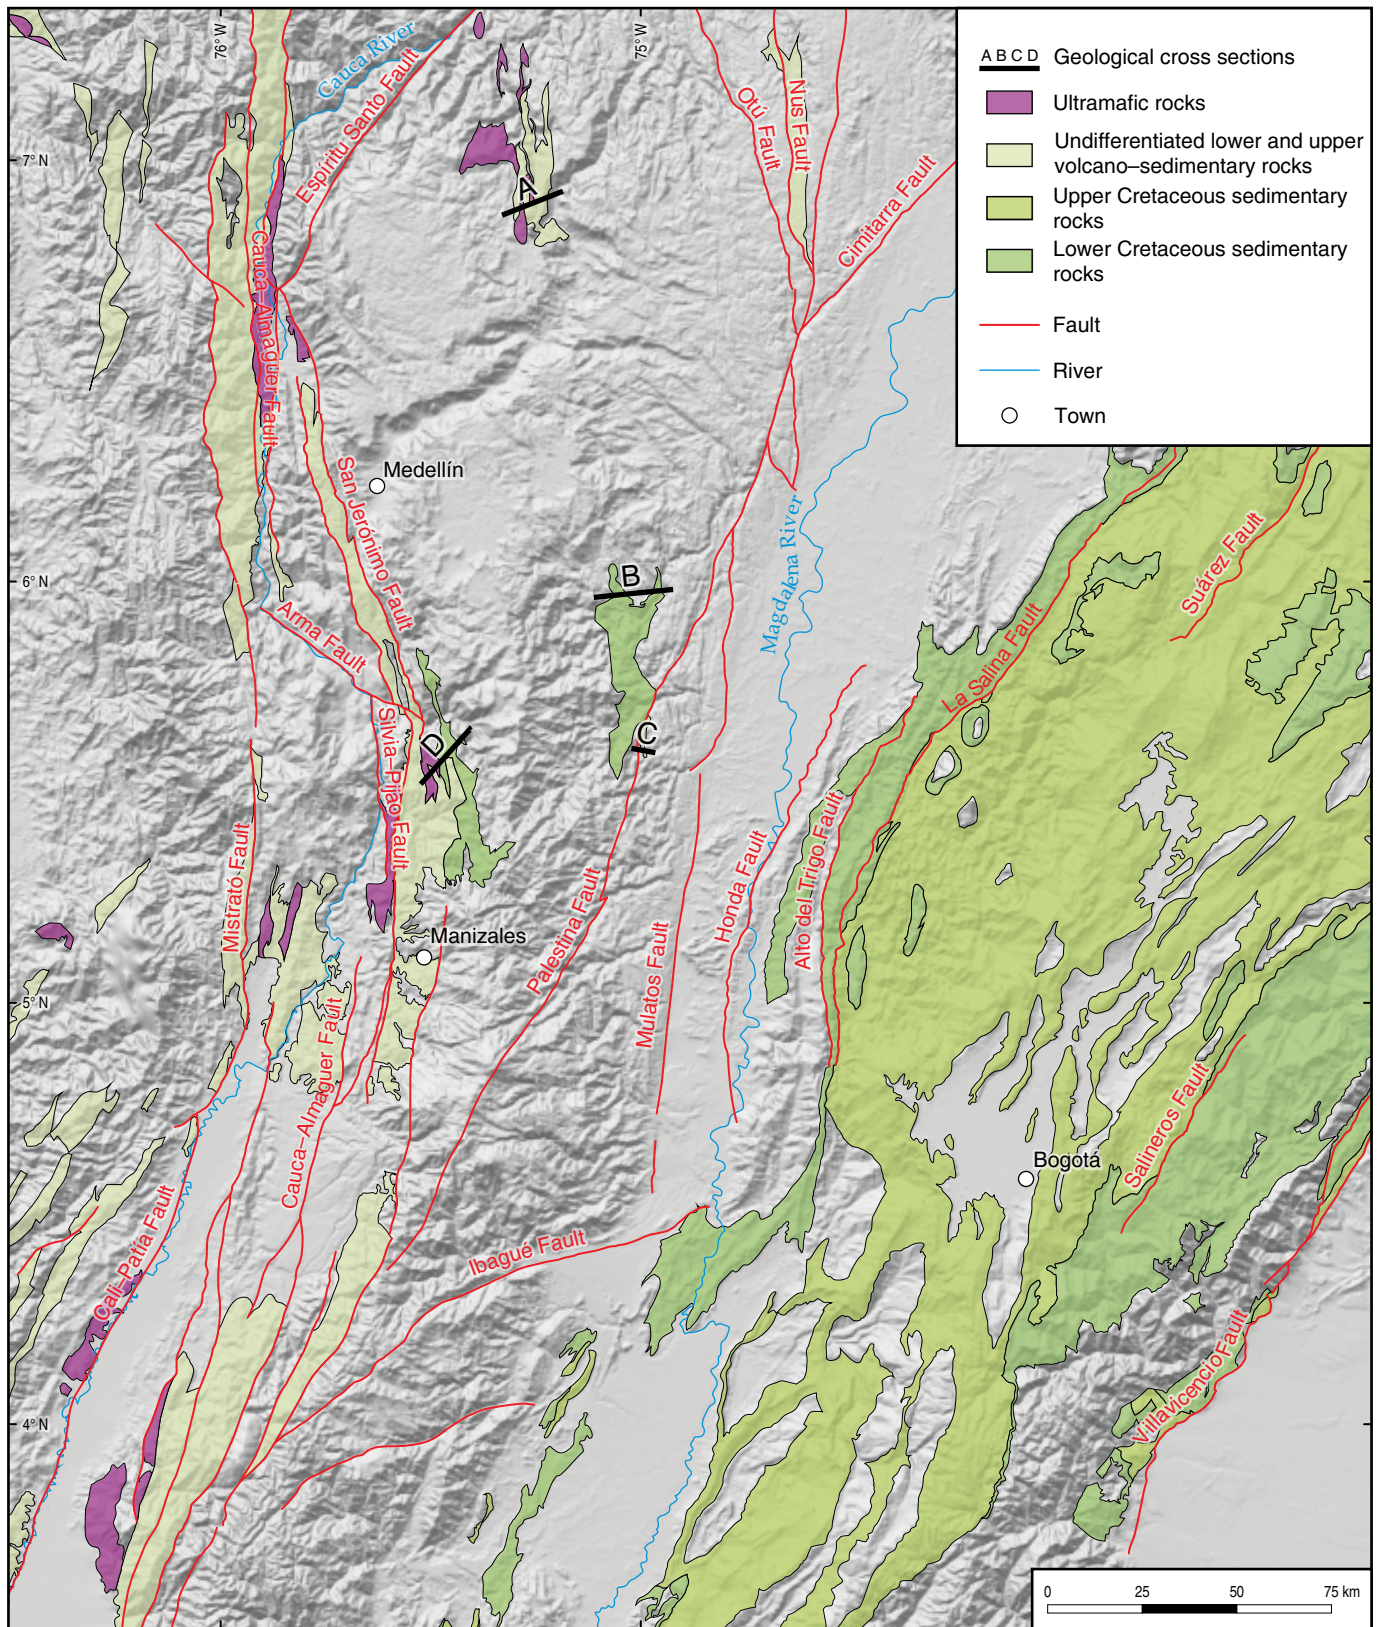 76° W
75° W
7° N
6° N
5° N
4° N
A B C D
Geological cross sections
Ultramafic rocks
Undifferentiated lower and upper
volcano–sedimentary rocks
Upper Cretaceous sedimentary
rocks
Lower Cretaceous sedimentary
rocks
Fault
River
Town
Cauca River
Espíritu Santo Fault
Otú Fault
Nus Fault
Cimitarra Fault
A
Cauca–Almaguer Fault
Medellín
San Jerónimo Fault
Magdalena River
Suárez Fault
B
Arma Fault
La Salina Fault
C
D
Silvia–Pijao Fault
Mistrató Fault
Honda Fault
Alto del Trigo Fault
Manizales
Palestina Fault
Mulatos Fault
Cauca–Almaguer Fault
Salineros Fault
Bogotá
Cali–Patía Fault
Ibagué Fault
Villavicencio Fault
0 25 50 75 km